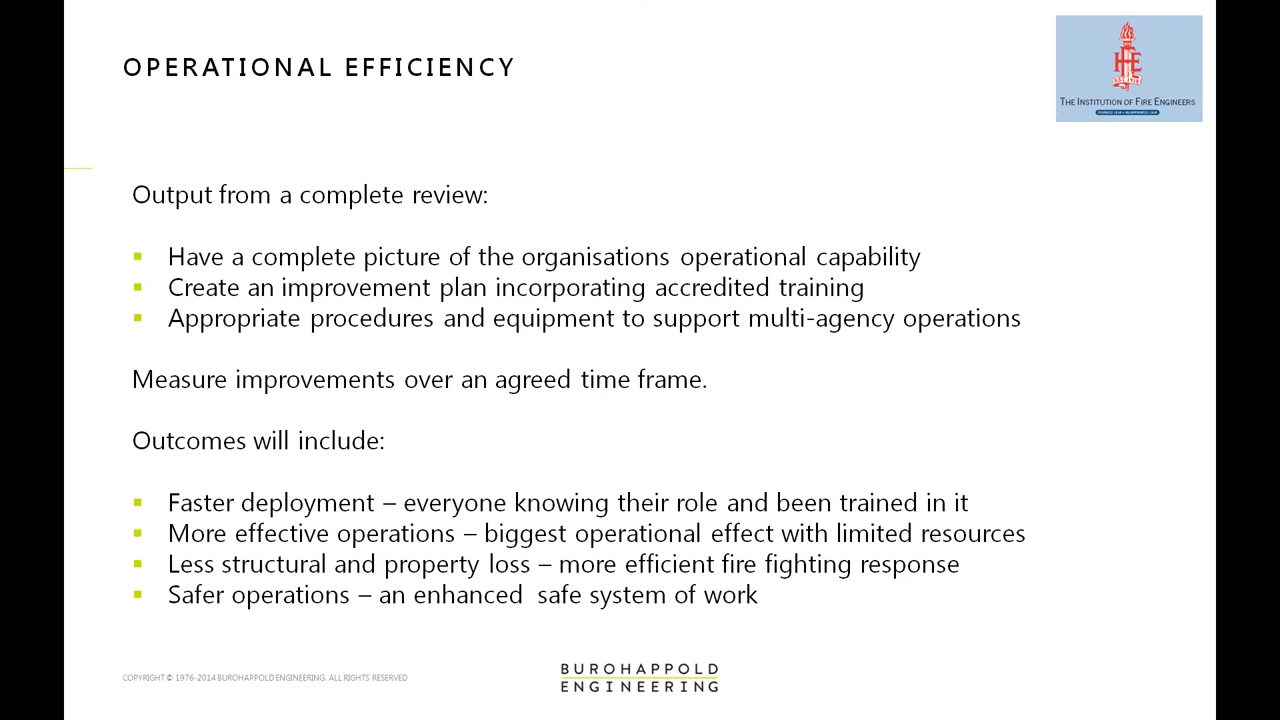 OPERATIONAL EFFICIENCY
IFE
EST 1918
THE INSTITUTION OF FIRE ENGINEERS
Output from a complete review:
Have a complete picture of the organisations operational capability
Create an improvement plan incorporating accredited training
Appropriate procedures and equipment to support multi-agency operations
Measure improvements over an agreed time frame.
Outcomes will include:
Faster deployment – everyone knowing their role and been trained in it
More effective operations – biggest operational effect with limited resources
Less structural and property loss – more efficient fire fighting response
Safer operations – an enhanced safe system of work
COPYRIGHT © 1976-2014 BUROHAPPOLD ENGINEERING. ALL RIGHTS RESERVED
BUROHAPPOLD
ENGINEERING